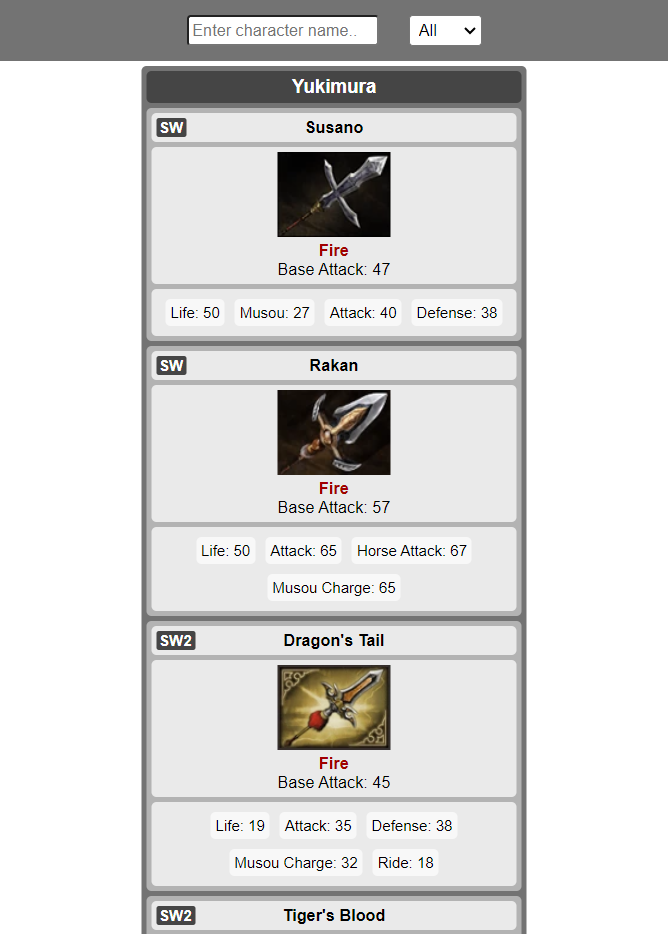 Enter character name.. All
Yukimura
SW Susano
Fire
Base Attack: 47
Life: 50 Musou: 27 Attack: 40 Defense: 38
SW Rakan
Fire
Base Attack: 57
Life: 50 Attack: 65 Horse Attack: 67
Musou Charge: 65
SW2 Dragon's Tail
Fire
Base Attack: 45
Life: 19 Attack: 35 Defense: 38
Musou Charge: 32 Ride: 18
SW2 Tiger's Blood